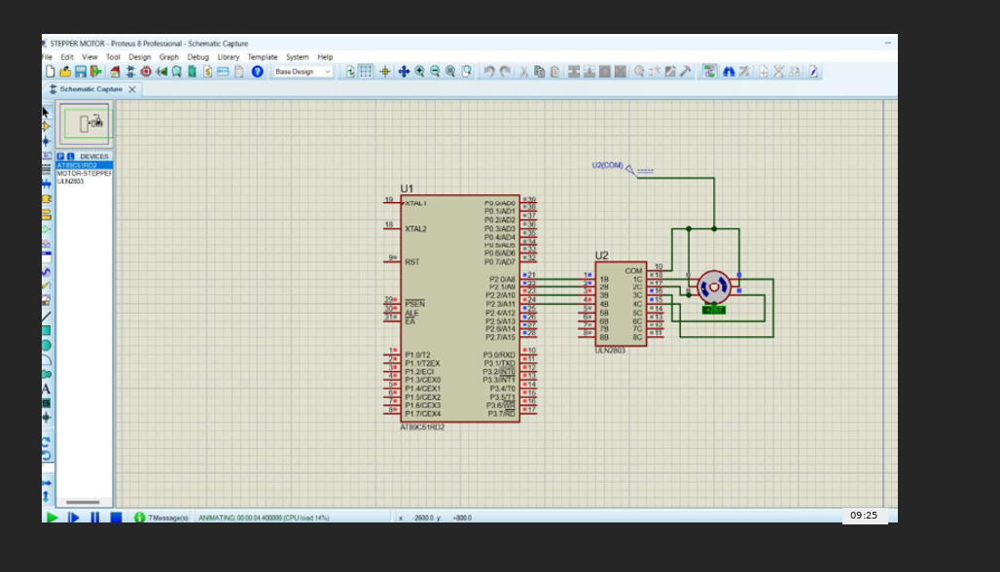 STEPPER MOTOR - Proteus 8 Professional - Schematic Capture
File Edit View Tool Design Graph Debug Library Template System Help
Base Design
Schematic Capture
P L DEVICES
AT89C51RD2
MOTOR-STEPPER
ULN2803
U2(COM)
U1
19 XTAL1
18 XTAL2
9 RST
29 PSEN
30 ALE
31 EA
1 P1.0/T2
2 P1.1/T2EX
3 P1.2/ECI
4 P1.3/CEX0
5 P1.4/CEX1
6 P1.5/CEX2
7 P1.6/CEX3
8 P1.7/CEX4
P0.0/AD0 39
P0.1/AD1 38
P0.2/AD2 37
P0.3/AD3 36
P0.4/AD4 35
P0.5/AD5 34
P0.6/AD6 33
P0.7/AD7 32
P2.0/A8 21
P2.1/A9 22
P2.2/A10 23
P2.3/A11 24
P2.4/A12 25
P2.5/A13 26
P2.6/A14 27
P2.7/A15 28
P3.0/RXD 10
P3.1/TXD 11
P3.2/INT0 12
P3.3/INT1 13
P3.4/T0 14
P3.5/T1 15
P3.6/WR 16
P3.7/RD 17
AT89C51RD2
U2
COM 10
1 1B 1C 18
2 2B 2C 17
3 3B 3C 16
4 4B 4C 15
5 5B 5C 14
6 6B 6C 13
7 7B 7C 12
8 8B 8C 11
ULN2803
7 Message(s) ANIMATING: 00:00:04.400000 (CPU load 14%) x: -2600.0 y: +800.0
09:25